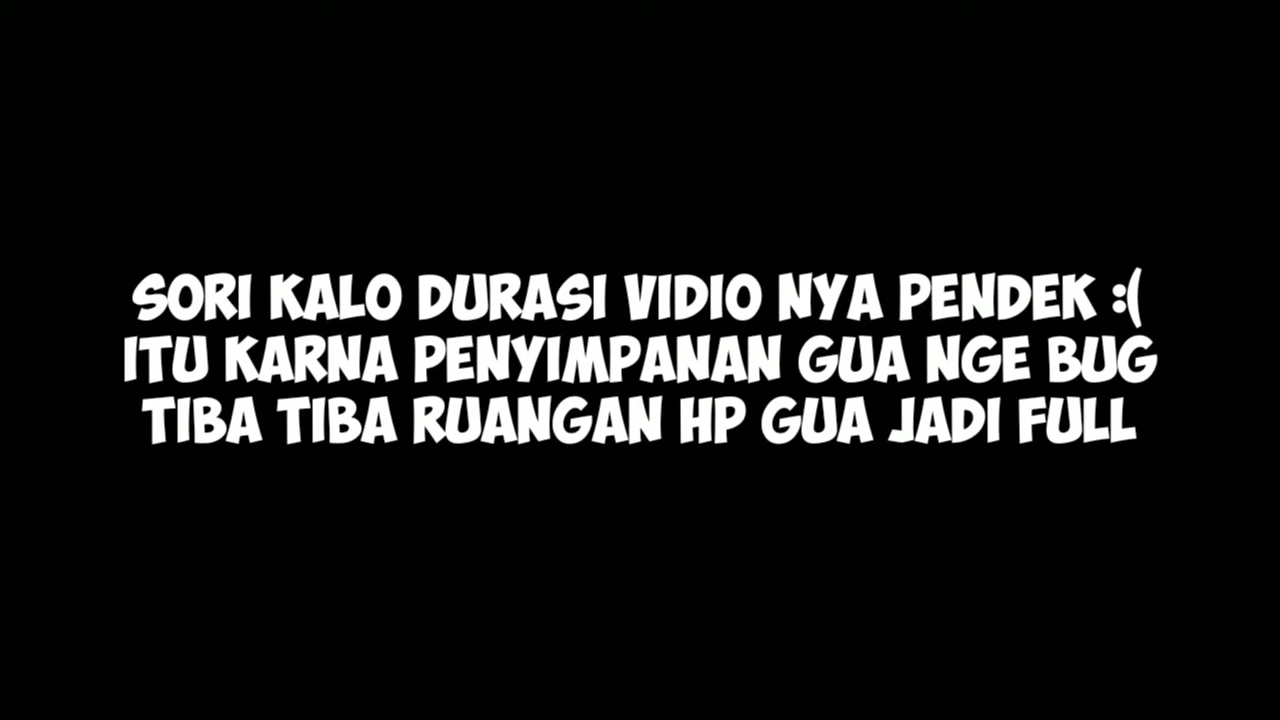 SORI KALO DURASI VIDIO NYA PENDEK :(
ITU KARNA PENYIMPANAN GUA NGE BUG
TIBA TIBA RUANGAN HP GUA JADI FULL